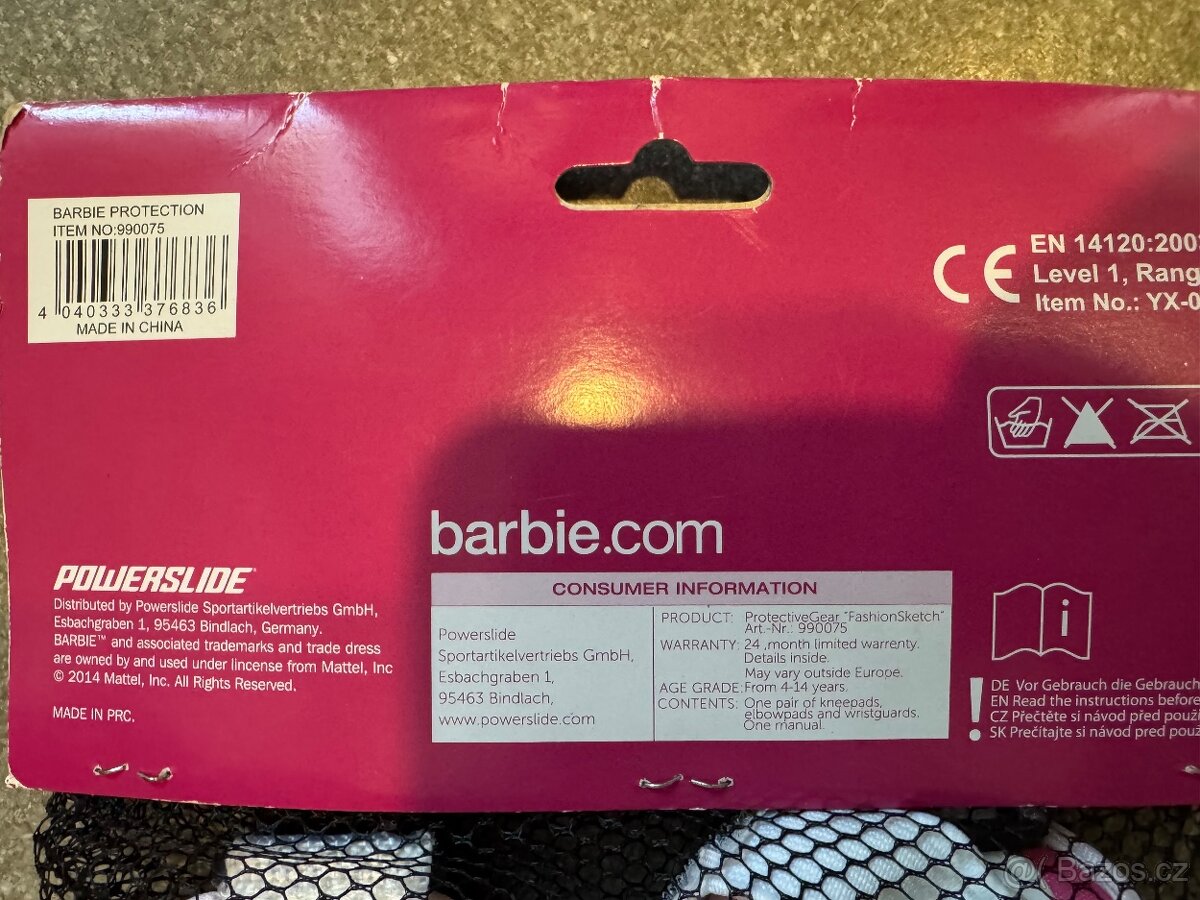 BARBIE PROTECTION
ITEM NO:990075
4 040333 376836
MADE IN CHINA
CE
EN 14120:200
Level 1, Rang
Item No.: YX-0
barbie.com
POWERSLIDE
Distributed by Powerslide Sportartikelvertriebs GmbH,
Esbachgraben 1, 95463 Bindlach, Germany.
BARBIE™ and associated trademarks and trade dress
are owned by and used under lincense from Mattel, Inc
© 2014 Mattel, Inc. All Rights Reserved.
MADE IN PRC.
CONSUMER INFORMATION
Powerslide
Sportartikelvertriebs GmbH,
Esbachgraben 1,
95463 Bindlach,
www.powerslide.com
PRODUCT: ProtectiveGear "FashionSketch"
Art.-Nr.: 990075
WARRANTY: 24 ,month limited warrenty.
Details inside.
May vary outside Europe.
AGE GRADE: From 4-14 years.
CONTENTS: One pair of kneepads,
elbowpads and wristguards.
One manual.
i
! DE Vor Gebrauch die Gebrauch
EN Read the instructions before
CZ Přečtěte si návod před použi
SK Prečítajte si návod pred pouz
Bazos.cz